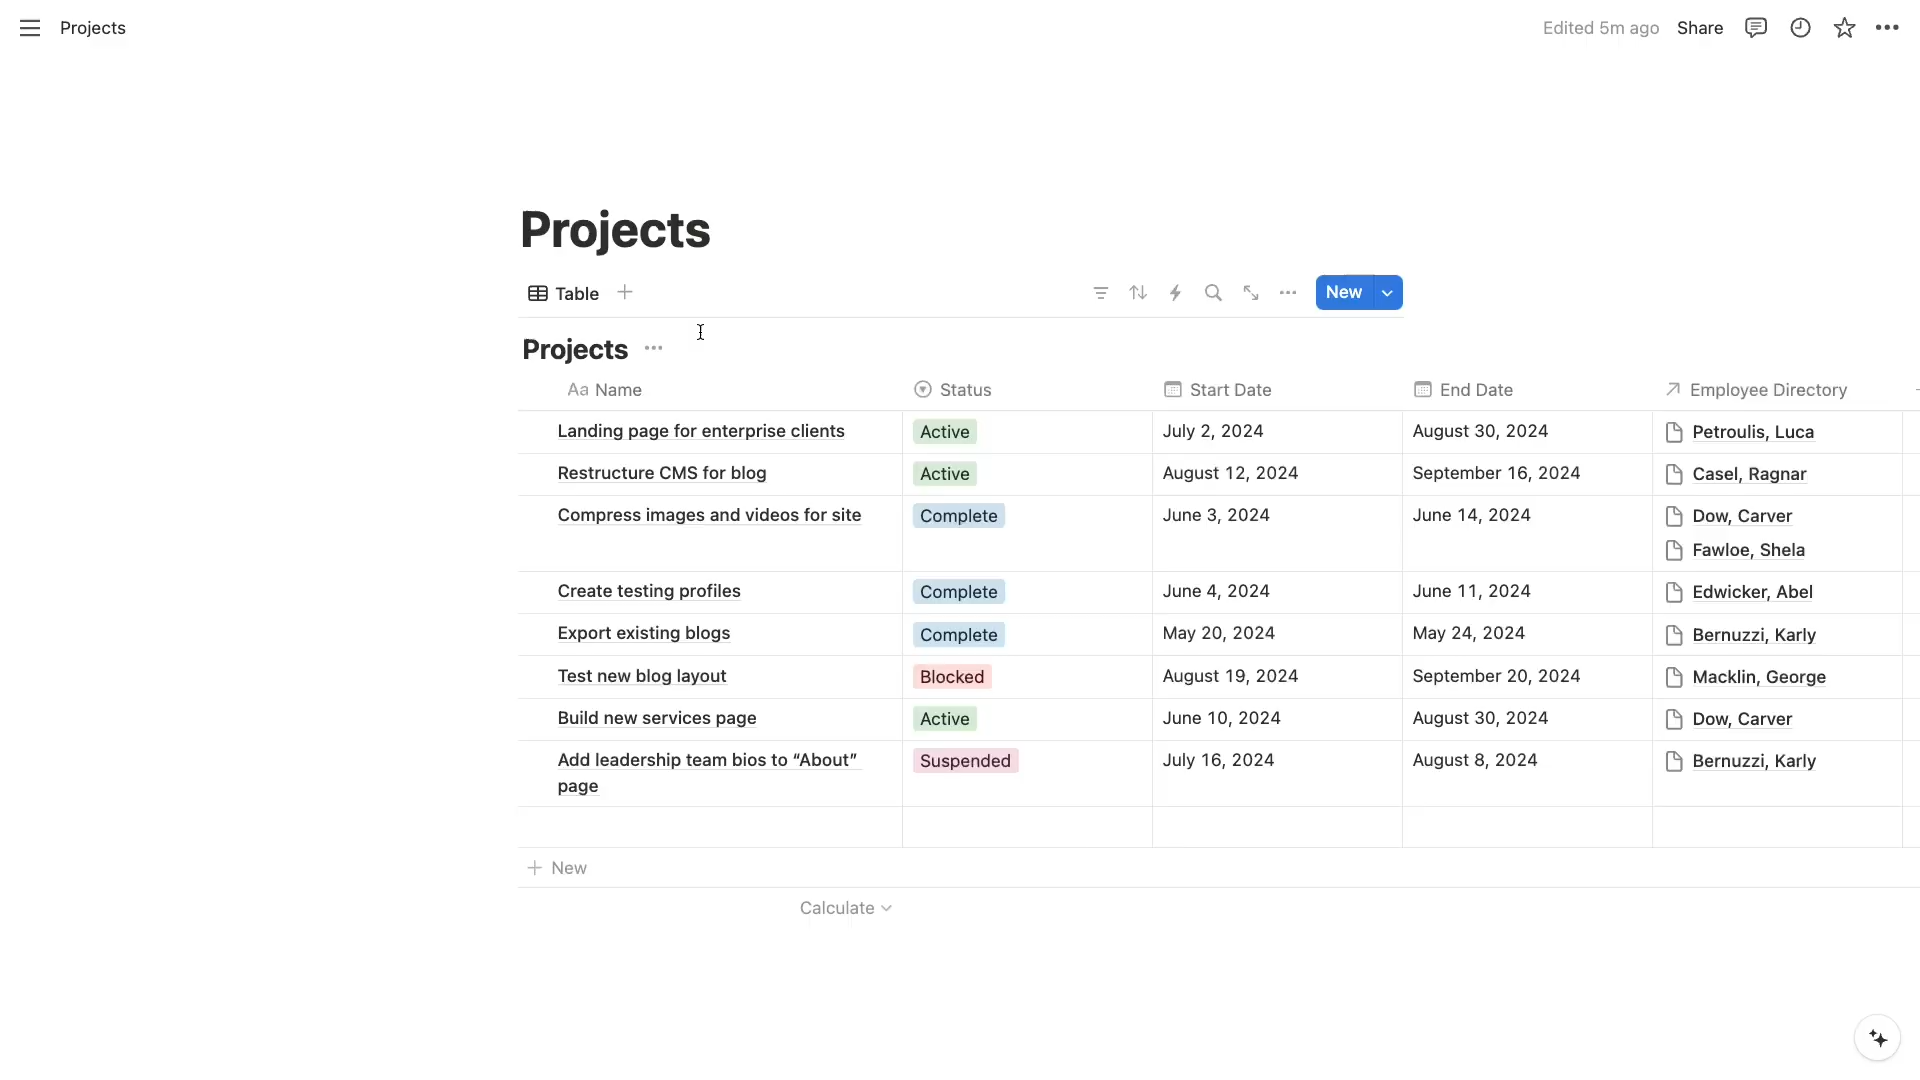 Projects
Edited 5m ago Share
Projects
Table
New
Projects
Aa Name Status Start Date End Date Employee Directory
Landing page for enterprise clients Active July 2, 2024 August 30, 2024 Petroulis, Luca
Restructure CMS for blog Active August 12, 2024 September 16, 2024 Casel, Ragnar
Compress images and videos for site Complete June 3, 2024 June 14, 2024 Dow, Carver
Fawloe, Shela
Create testing profiles Complete June 4, 2024 June 11, 2024 Edwicker, Abel
Export existing blogs Complete May 20, 2024 May 24, 2024 Bernuzzi, Karly
Test new blog layout Blocked August 19, 2024 September 20, 2024 Macklin, George
Build new services page Active June 10, 2024 August 30, 2024 Dow, Carver
Add leadership team bios to “About” Suspended July 16, 2024 August 8, 2024 Bernuzzi, Karly
page
New
Calculate